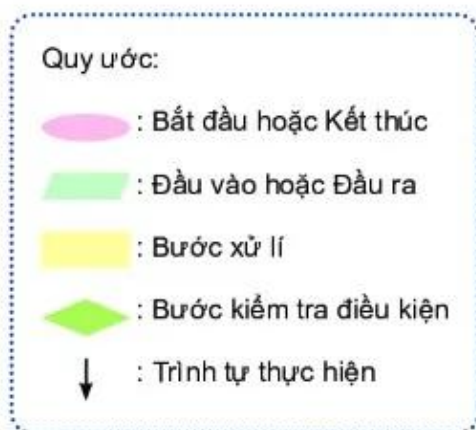 Quy ước:
: Bắt đầu hoặc Kết thúc
: Đầu vào hoặc Đầu ra
: Bước xử lí
: Bước kiểm tra điều kiện
: Trình tự thực hiện